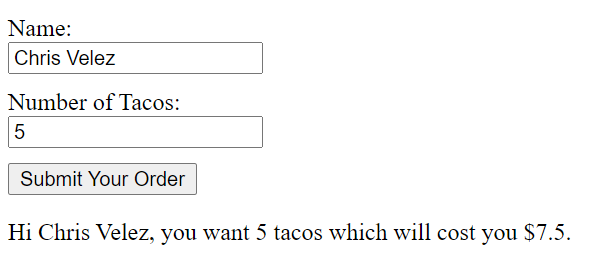 Name:
Chris Velez
Number of Tacos:
5
Submit Your Order
Hi Chris Velez, you want 5 tacos which will cost you $7.5.